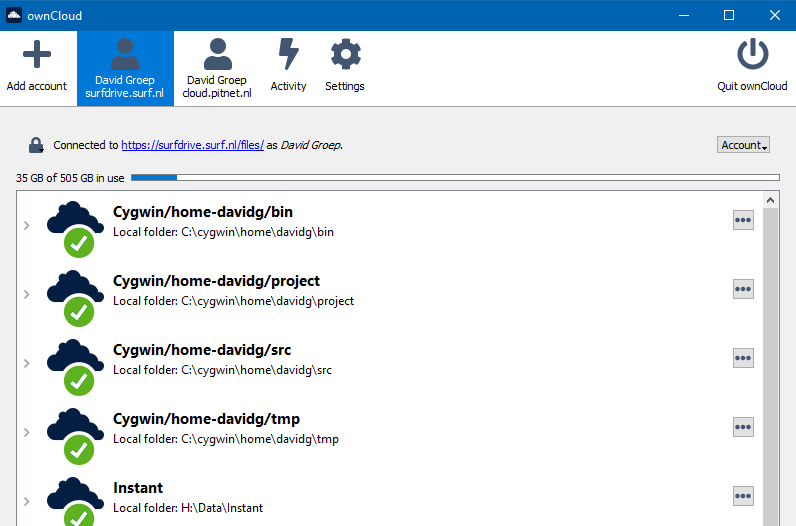 ownCloud
Add account
David Groep
surfdrive.surf.nl
David Groep
cloud.pitnet.nl
Activity
Settings
Quit ownCloud
Connected to https://surfdrive.surf.nl/files/ as David Groep.
Account
35 GB of 505 GB in use
Cygwin/home-davidg/bin
Local folder: C:\cygwin\home\davidg\bin
Cygwin/home-davidg/project
Local folder: C:\cygwin\home\davidg\project
Cygwin/home-davidg/src
Local folder: C:\cygwin\home\davidg\src
Cygwin/home-davidg/tmp
Local folder: C:\cygwin\home\davidg\tmp
Instant
Local folder: H:\Data\Instant